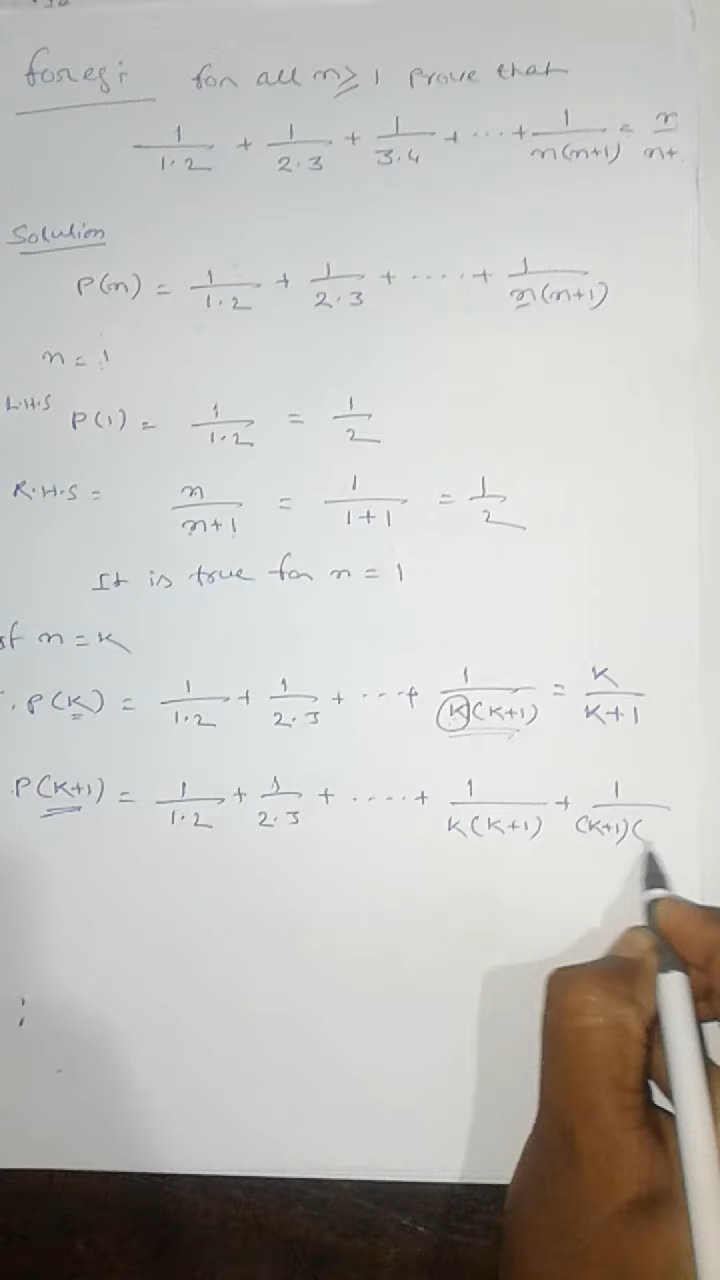 for eg: for all n ≥ 1 prove that
1/1·2 + 1/2·3 + 1/3·4 + ··· + 1/n(n+1) = n/n+
Solution
P(n) = 1/1·2 + 1/2·3 + ···· + 1/n(n+1)
n = 1
L.H.S P(1) = 1/1·2 = 1/2
R.H.S = n/n+1 = 1/1+1 = 1/2
It is true for n = 1
If n = K
P(K) = 1/1·2 + 1/2·3 + ··· + 1/K(K+1) = K/K+1
P(K+1) = 1/1·2 + 1/2·3 + ···· + 1/K(K+1) + 1/(K+1)(